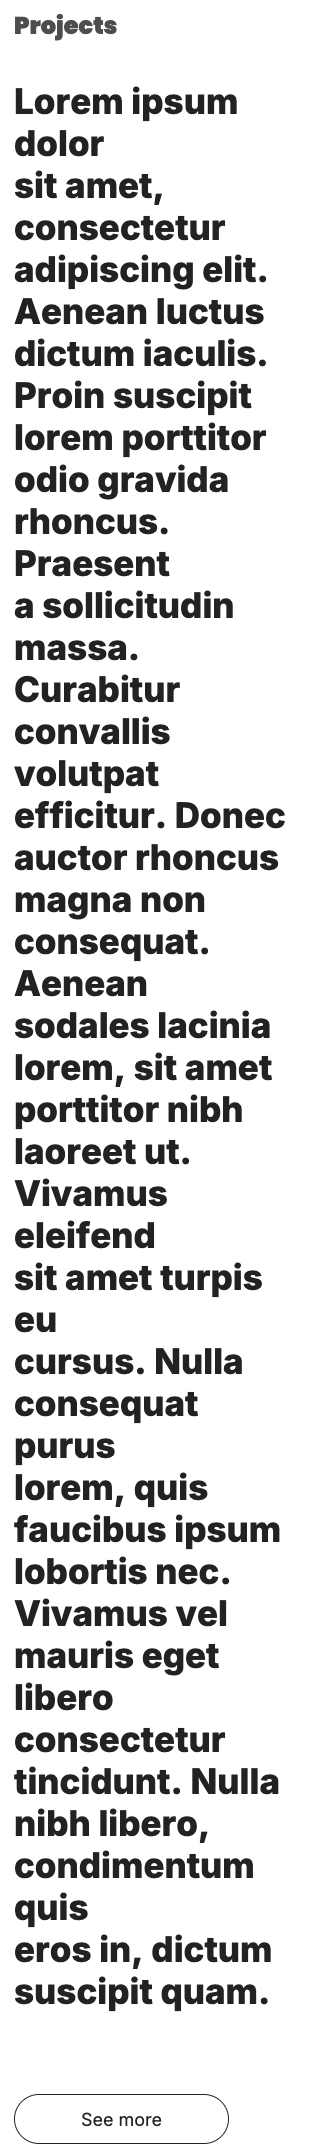 Projects
Lorem ipsum
dolor
sit amet,
consectetur
adipiscing elit.
Aenean luctus
dictum iaculis.
Proin suscipit
lorem porttitor
odio gravida
rhoncus.
Praesent
a sollicitudin
massa.
Curabitur
convallis
volutpat
efficitur. Donec
auctor rhoncus
magna non
consequat.
Aenean
sodales lacinia
lorem, sit amet
porttitor nibh
laoreet ut.
Vivamus
eleifend
sit amet turpis
eu
cursus. Nulla
consequat
purus
lorem, quis
faucibus ipsum
lobortis nec.
Vivamus vel
mauris eget
libero
consectetur
tincidunt. Nulla
nibh libero,
condimentum
quis
eros in, dictum
suscipit quam.
See more